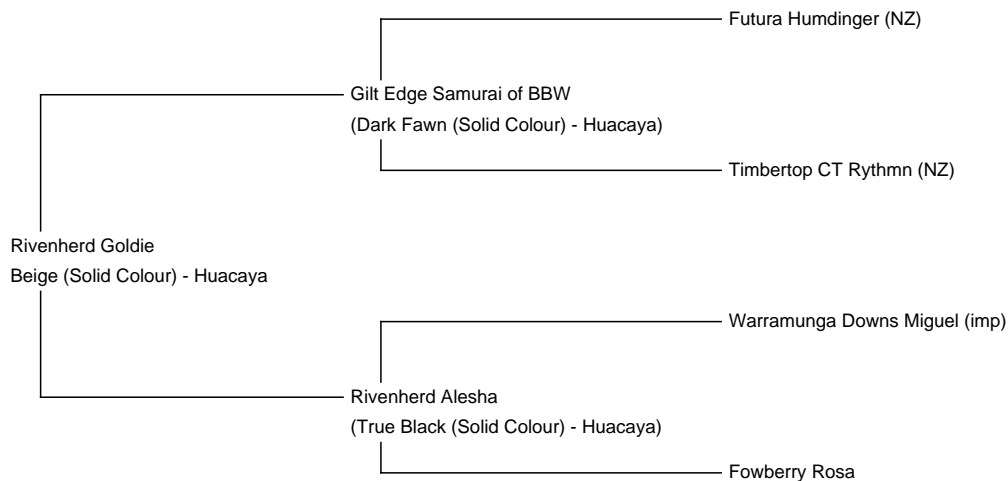 Futura Humdinger (NZ)
Gilt Edge Samurai of BBW
(Dark Fawn (Solid Colour) - Huacaya)
Timbertop CT Rythmn (NZ)
Rivenherd Goldie
Beige (Solid Colour) - Huacaya
Warramunga Downs Miguel (imp)
Rivenherd Alesha
(True Black (Solid Colour) - Huacaya)
Fowberry Rosa